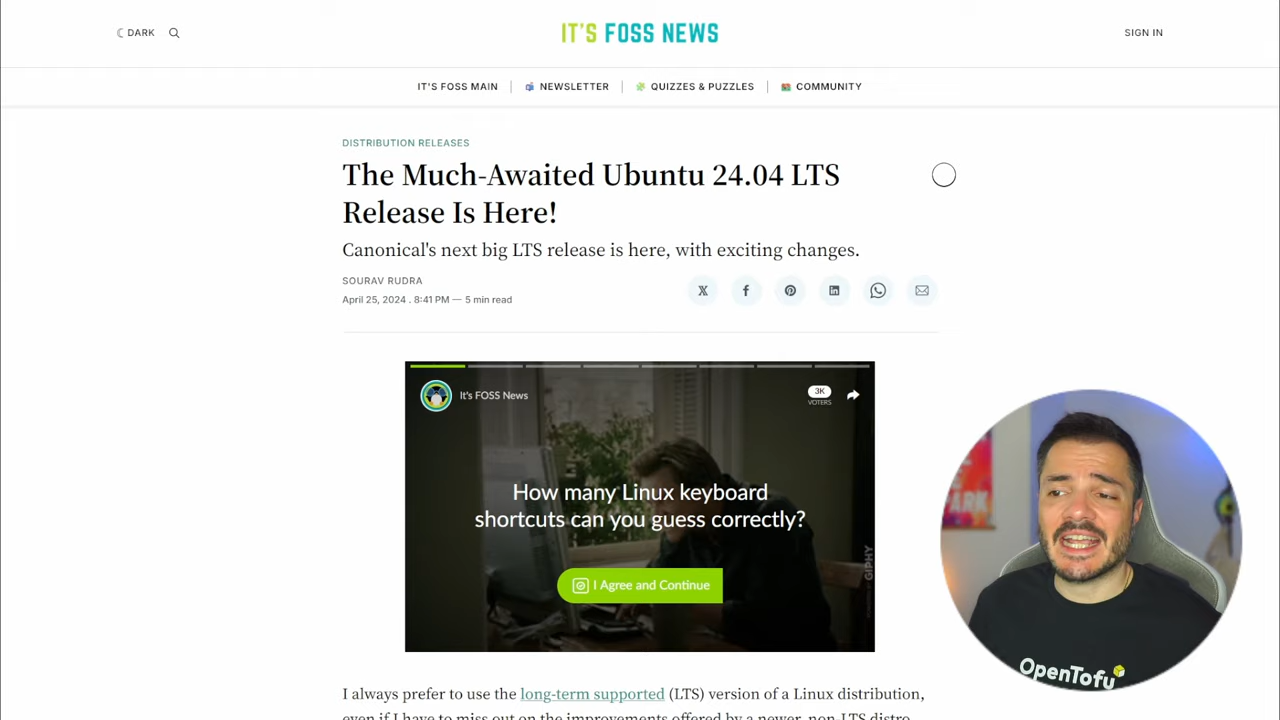 DARK
IT'S FOSS NEWS
SIGN IN
IT'S FOSS MAIN
NEWSLETTER
QUIZZES & PUZZLES
COMMUNITY
DISTRIBUTION RELEASES
The Much-Awaited Ubuntu 24.04 LTS
Release Is Here!
Canonical's next big LTS release is here, with exciting changes.
SOURAV RUDRA
April 25, 2024 . 8:41 PM — 5 min read
It's FOSS News
3K
VOTERS
How many Linux keyboard
shortcuts can you guess correctly?
GIPHY
I Agree and Continue
I always prefer to use the long-term supported (LTS) version of a Linux distribution,
even if I have to miss out on the improvements offered by a newer, non-LTS distro
OpenTofu